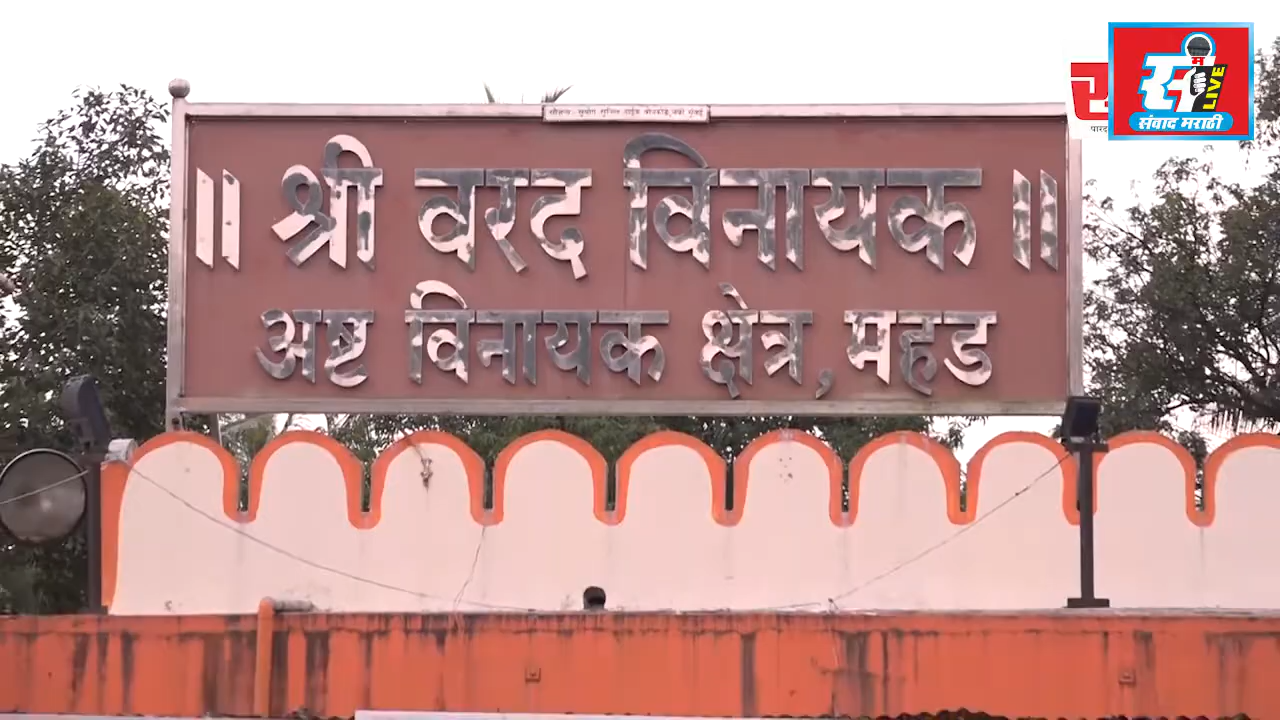 ॥ श्री वरद विनायक ॥
अष्ट विनायक क्षेत्र, महड
स म
LIVE
संवाद मराठी